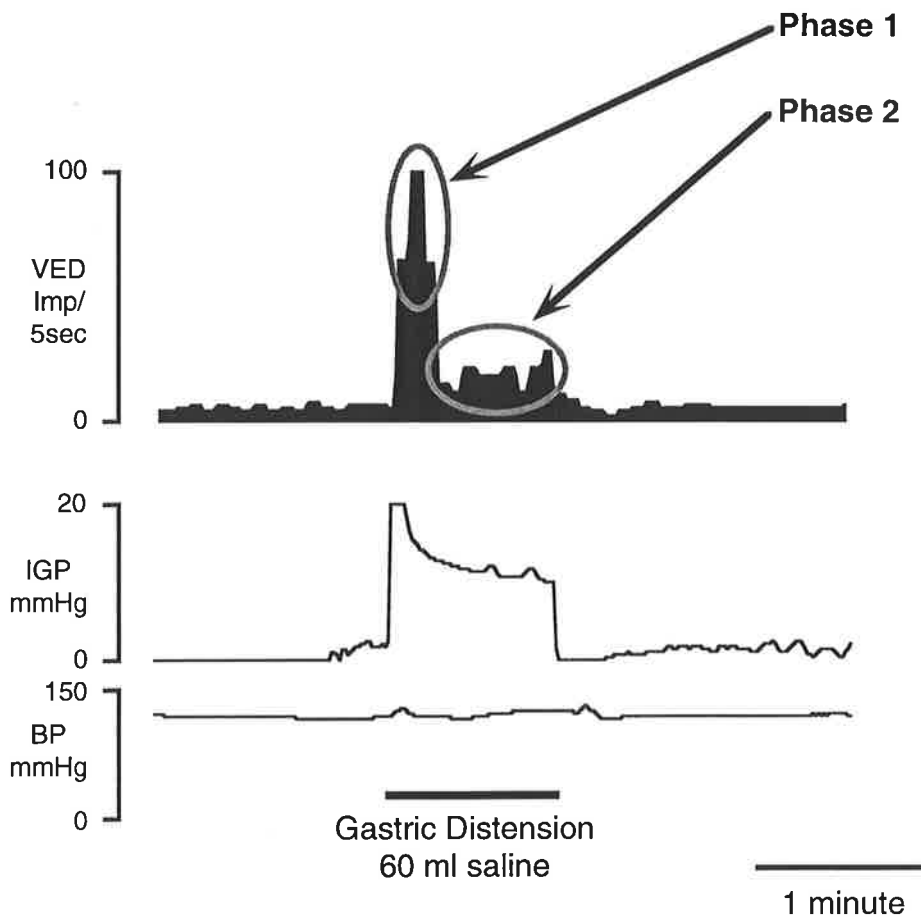 Phase 1
Phase 2
100
VED
Imp/
5sec
0
20
IGP
mmHg
0
150
BP
mmHg
0
Gastric Distension
60 ml saline
1 minute